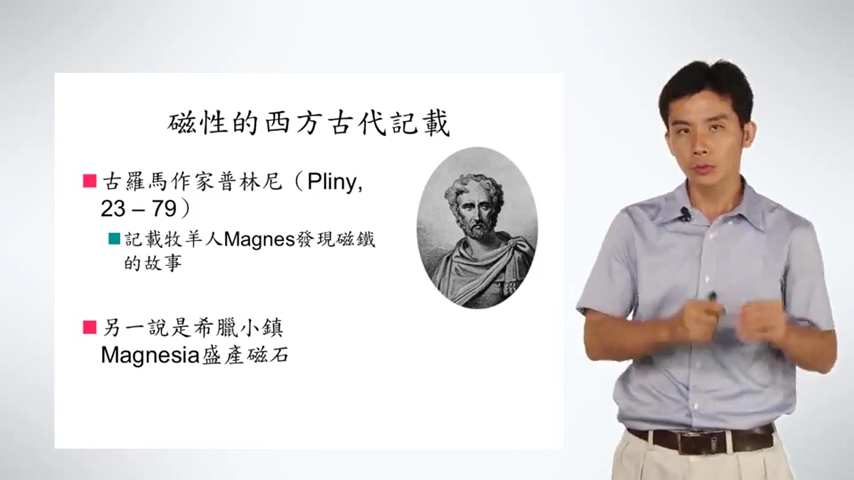 磁性的西方古代記載
古羅馬作家普林尼（Pliny,
23 – 79）
記載牧羊人Magnes發現磁鐵
的故事
另一說是希臘小鎮
Magnesia盛產磁石